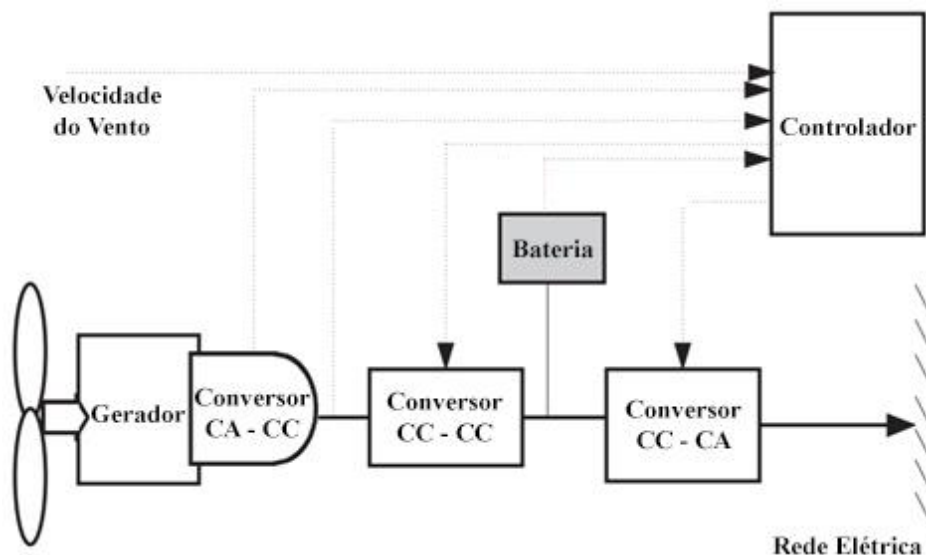 Velocidade
do Vento
Controlador
Bateria
Gerador
Conversor
CA - CC
Conversor
CC - CC
Conversor
CC - CA
Rede Elétrica